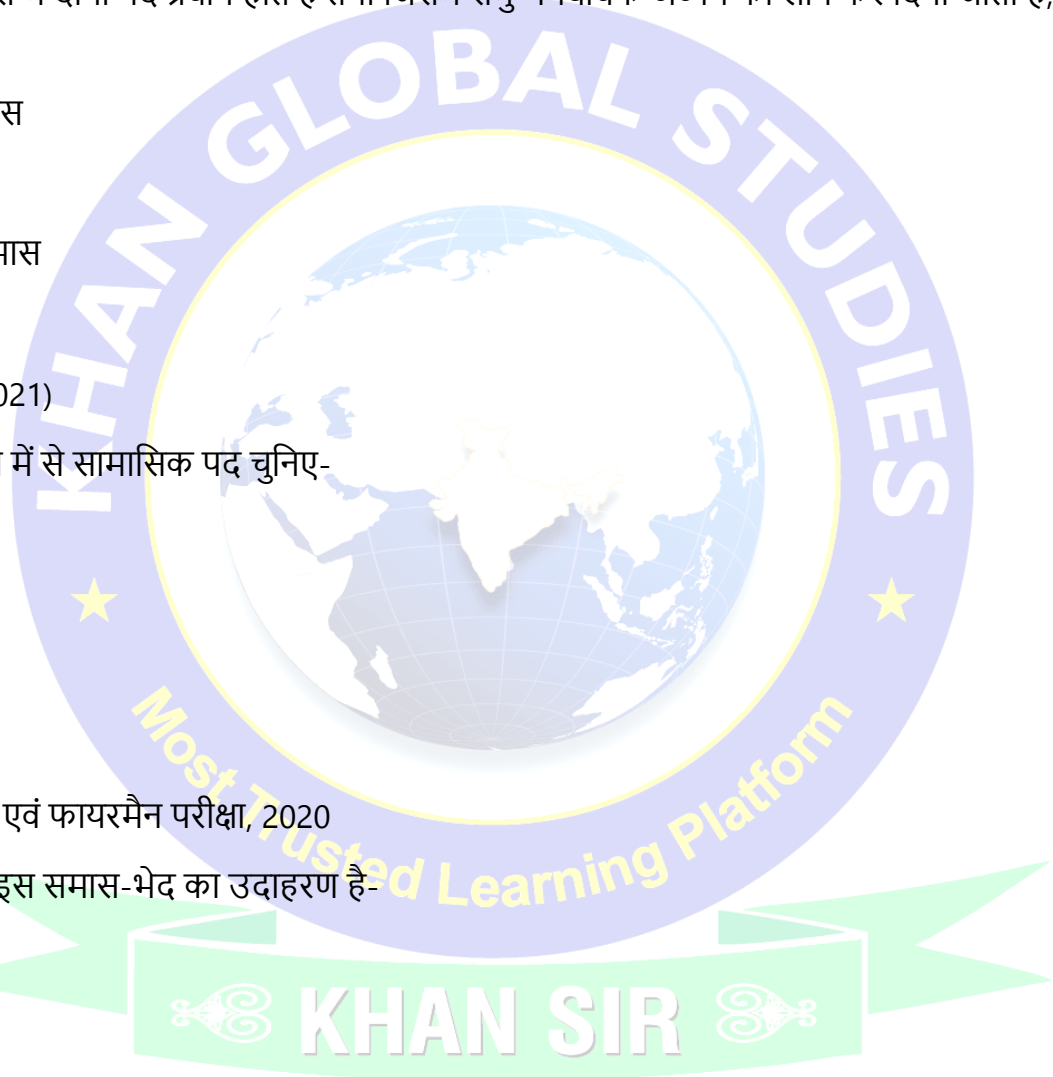 KHAN GLOBAL STUDIES
स
मास
021)
में से सामासिक पद चुनिए-
एवं फायरमैन परीक्षा, 2020
इस समास-भेद का उदाहरण है-
Most Trusted Learning Platform
KHAN SIR